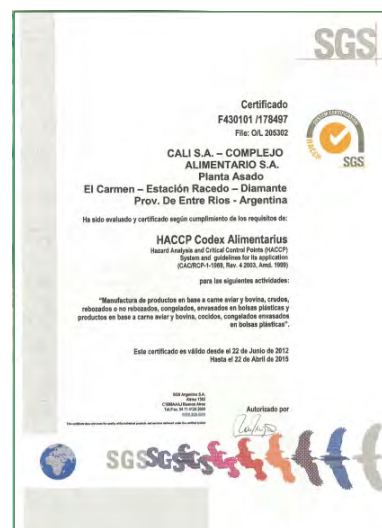 SGS
Certificado
F430101 /178497
File: O/L 205302
HACCP
SGS
CALI S.A. – COMPLEJO
ALIMENTARIO S.A.
Planta Asado
El Carmen – Estación Racedo – Diamante
Prov. De Entre Rios - Argentina
Ha sido evaluado y certificado según cumplimiento de los requisitos de:
HACCP Codex Alimentarius
Hazard Analysis and Critical Control Points (HACCP)
System and guidelines for its application
(CAC/RCP-1-1969, Rev. 4 2003, Amd. 1999)
para las siguientes actividades:
"Manufactura de productos en base a carne aviar y bovina, crudos,
rebozados o no rebozados, congelados, envasados en bolsas plásticas y
productos en base a carne aviar y bovina, cocidos, congelados envasados
en bolsas plásticas".
Este certificado es válido desde el 22 de Junio de 2012
Hasta el 22 de Abril de 2015
SGS Argentina S.A.
Buenos Aires
Autorizado por
SGS